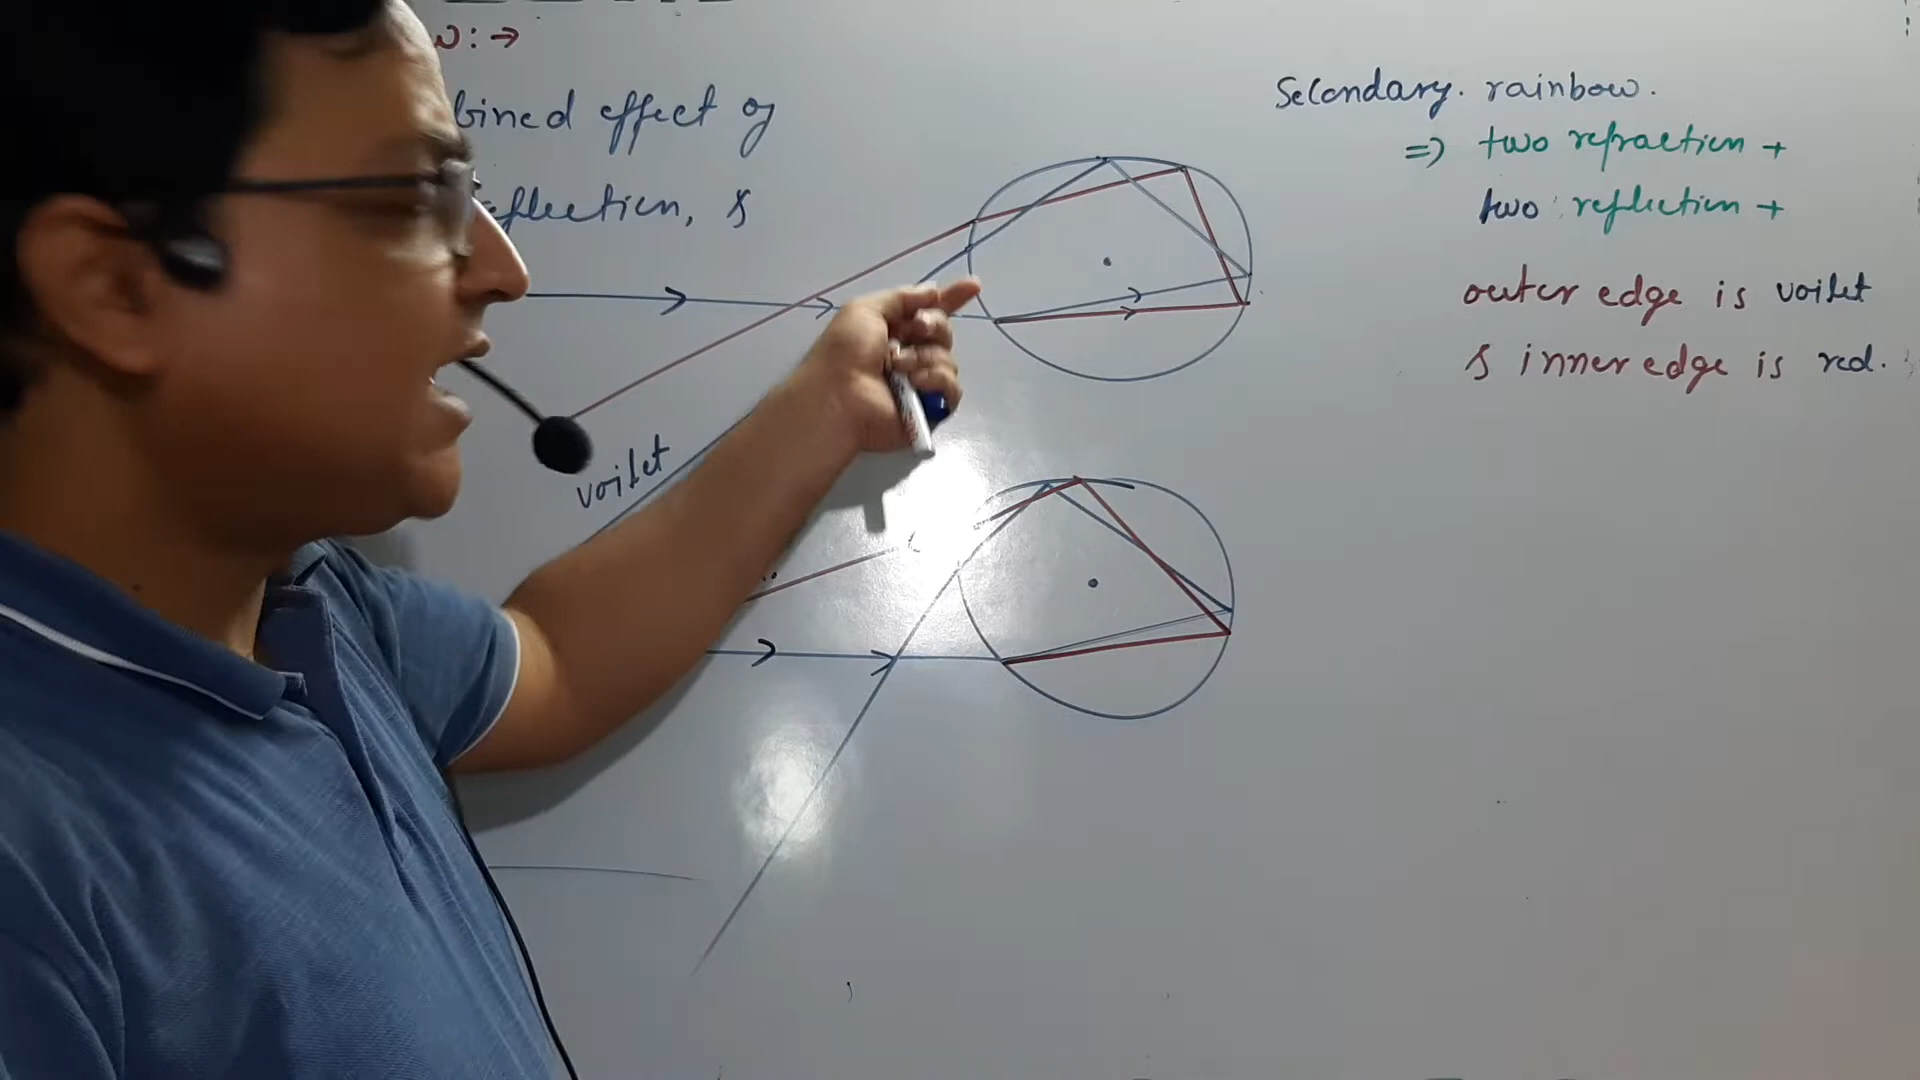 bined effect of
eflection, &
Secondary. rainbow.
=> two refraction +
two reflection +
outer edge is voilet
& inner edge is red.
voilet